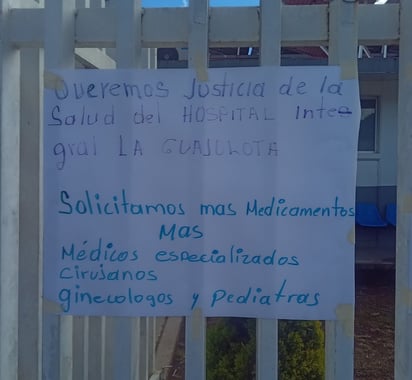 Queremos Justicia de la
Salud del HOSPITAL Inte
gral LA GUAJOLOTA
Solicitamos mas Medicamentos
MAS
Médicos especializados
cirujanos
ginecologos y pediatras